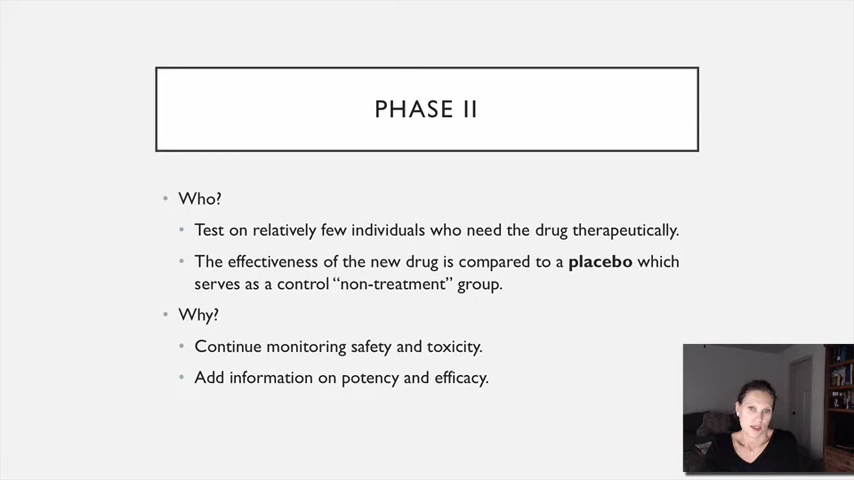 PHASE II
• Who?
• Test on relatively few individuals who need the drug therapeutically.
• The effectiveness of the new drug is compared to a placebo which
serves as a control “non-treatment” group.
• Why?
• Continue monitoring safety and toxicity.
• Add information on potency and efficacy.